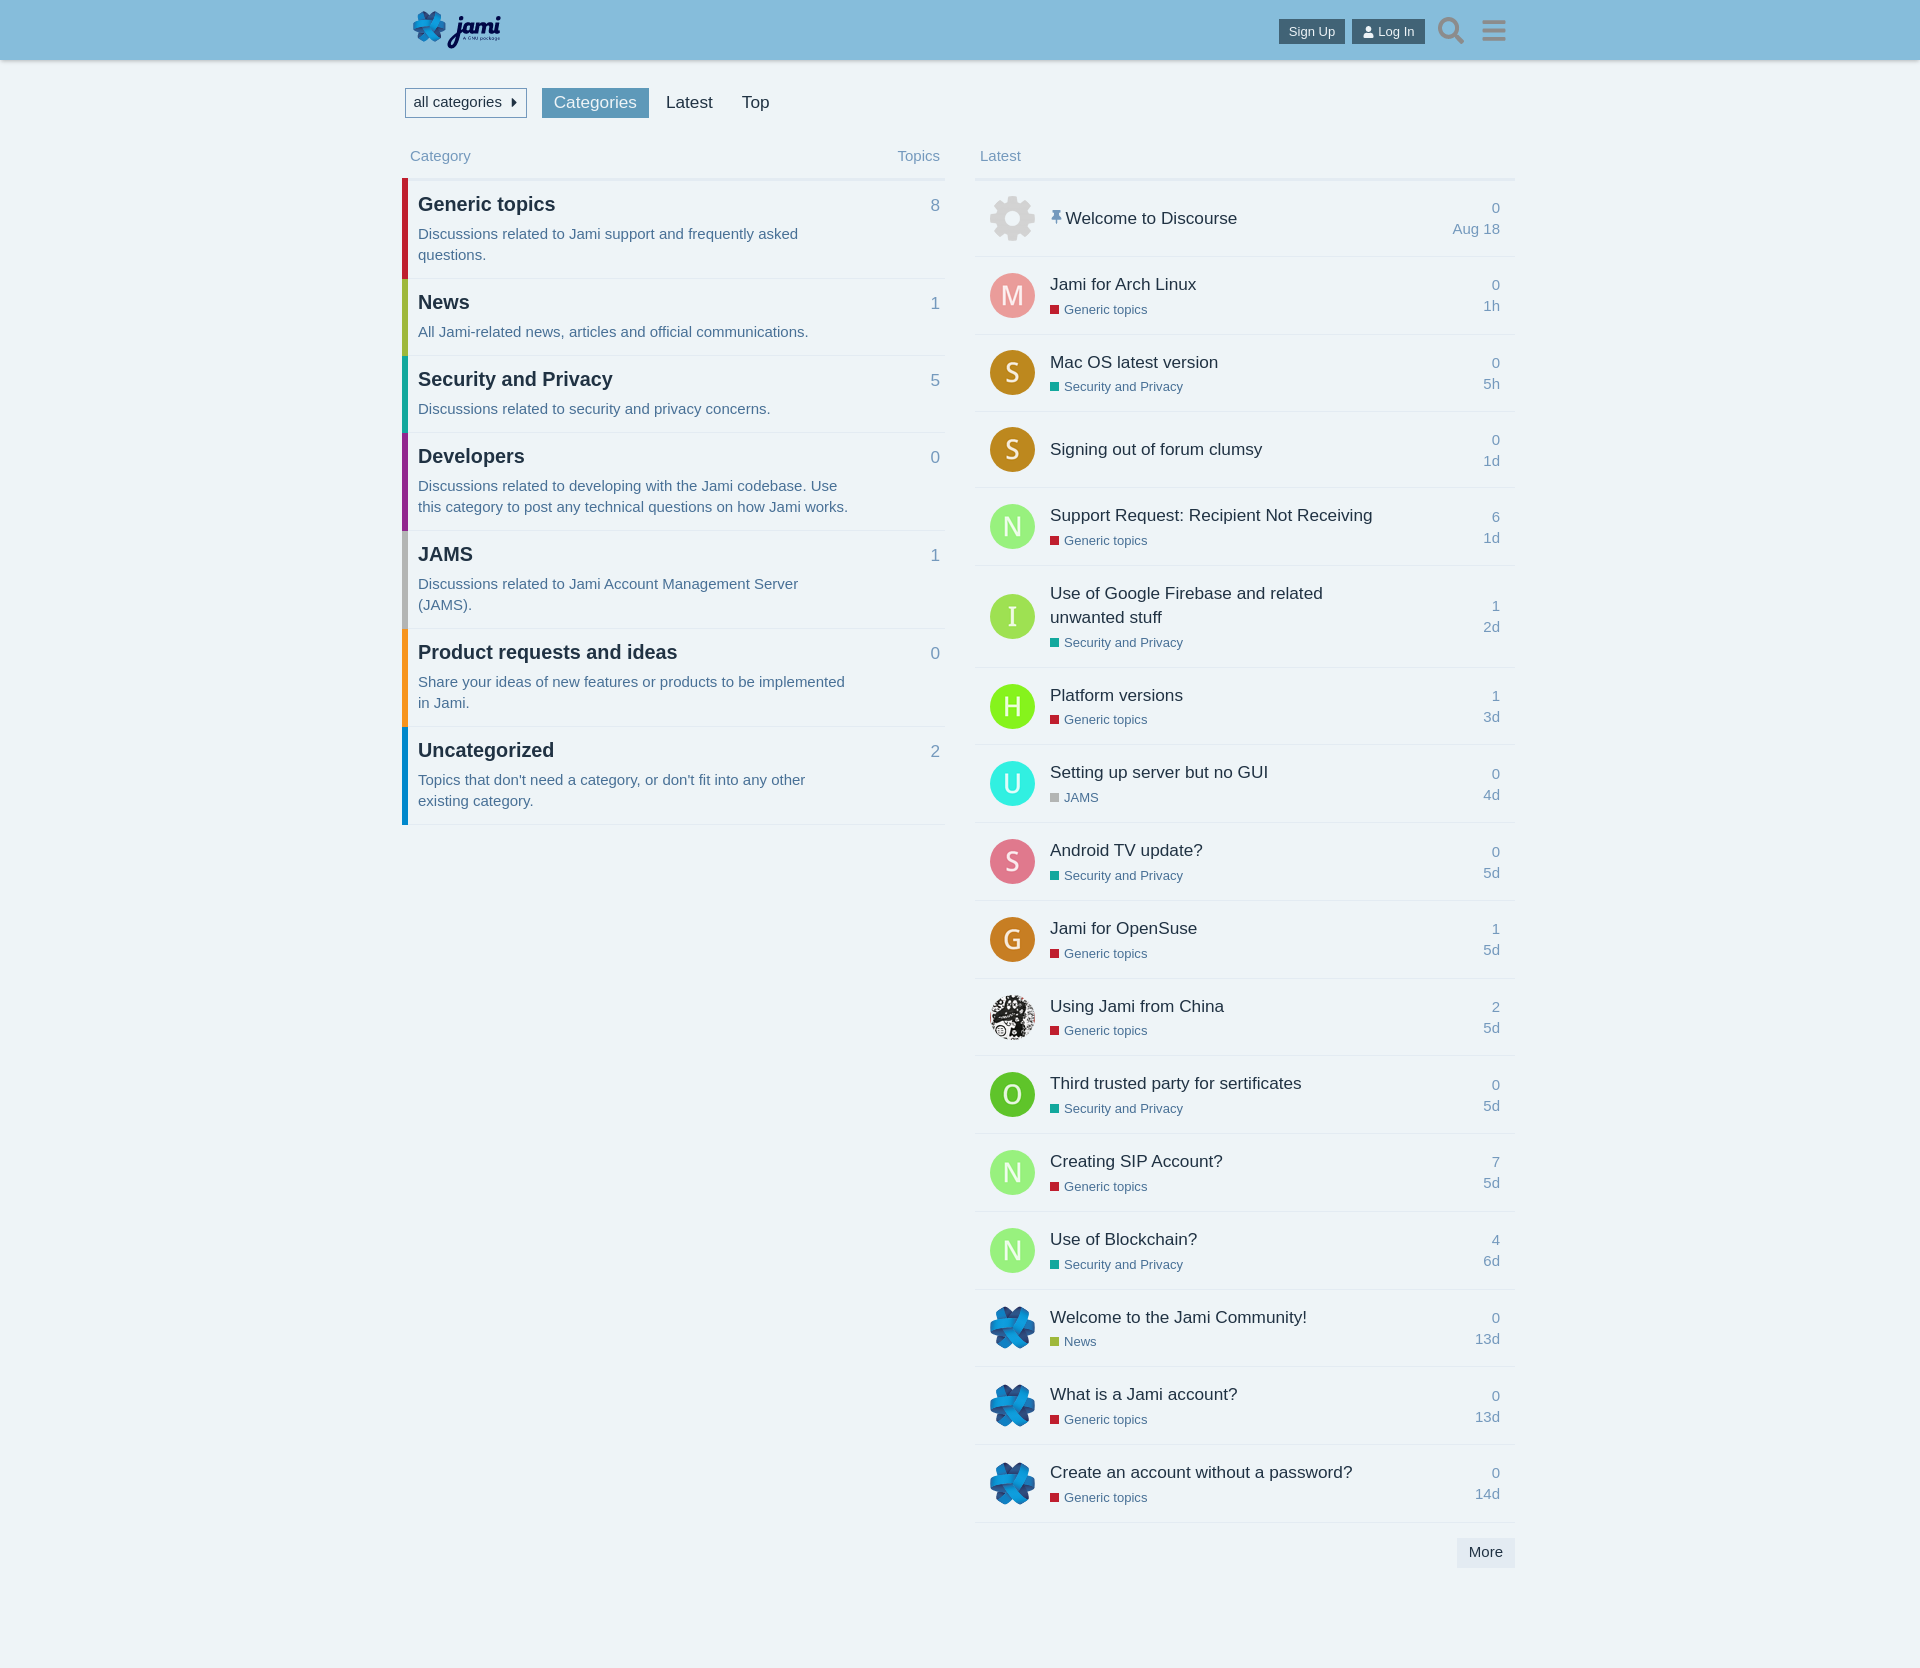 jami
A GNU package
Sign Up
Log In
all categories
Categories
Latest
Top
Category
Topics
Generic topics
8
Discussions related to Jami support and frequently asked
questions.
News
1
All Jami-related news, articles and official communications.
Security and Privacy
5
Discussions related to security and privacy concerns.
Developers
0
Discussions related to developing with the Jami codebase. Use
this category to post any technical questions on how Jami works.
JAMS
1
Discussions related to Jami Account Management Server
(JAMS).
Product requests and ideas
0
Share your ideas of new features or products to be implemented
in Jami.
Uncategorized
2
Topics that don't need a category, or don't fit into any other
existing category.
Latest
Welcome to Discourse
0
Aug 18
M
Jami for Arch Linux
Generic topics
0
1h
S
Mac OS latest version
Security and Privacy
0
5h
S
Signing out of forum clumsy
0
1d
N
Support Request: Recipient Not Receiving
Generic topics
6
1d
I
Use of Google Firebase and related
unwanted stuff
Security and Privacy
1
2d
H
Platform versions
Generic topics
1
3d
U
Setting up server but no GUI
JAMS
0
4d
S
Android TV update?
Security and Privacy
0
5d
G
Jami for OpenSuse
Generic topics
1
5d
Using Jami from China
Generic topics
2
5d
O
Third trusted party for sertificates
Security and Privacy
0
5d
N
Creating SIP Account?
Generic topics
7
5d
N
Use of Blockchain?
Security and Privacy
4
6d
Welcome to the Jami Community!
News
0
13d
What is a Jami account?
Generic topics
0
13d
Create an account without a password?
Generic topics
0
14d
More